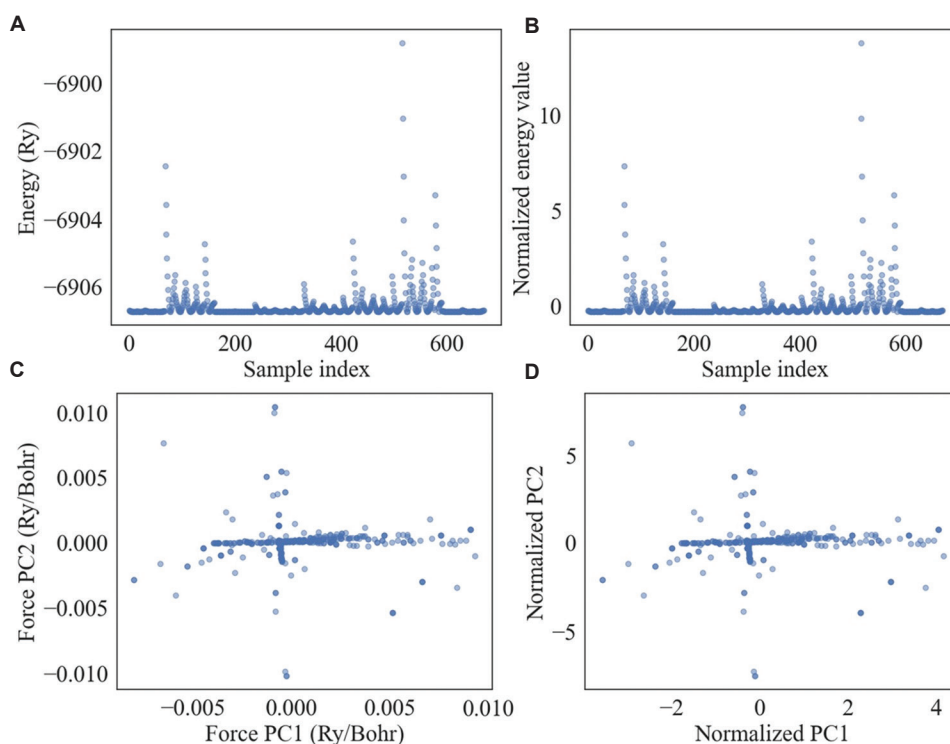 A
Energy (Ry)
−6900
−6902
−6904
−6906
0
200
400
600
Sample index
B
Normalized energy value
10
5
0
0
200
400
600
Sample index
C
Force PC2 (Ry/Bohr)
0.010
0.005
0.000
−0.005
−0.010
−0.005
0.000
0.005
0.010
Force PC1 (Ry/Bohr)
D
Normalized PC2
5
0
−5
−2
0
2
4
Normalized PC1